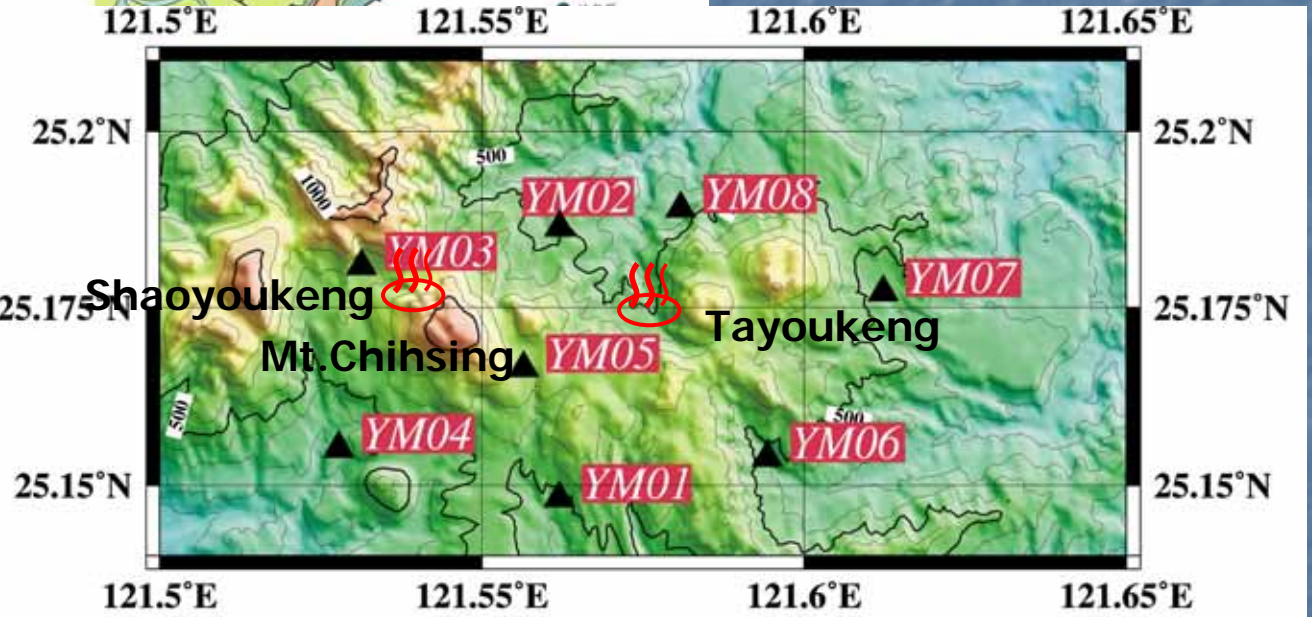 121.5°E 121.55°E 121.6°E 121.65°E
25.2°N 25.2°N
500
1000
YM02 YM08
YM03
YM07
Shaoyoukeng
25.175°N 25.175°N
Tayoukeng
Mt.Chihsing YM05
500 500
YM04 YM06
25.15°N YM01 25.15°N
121.5°E 121.55°E 121.6°E 121.65°E